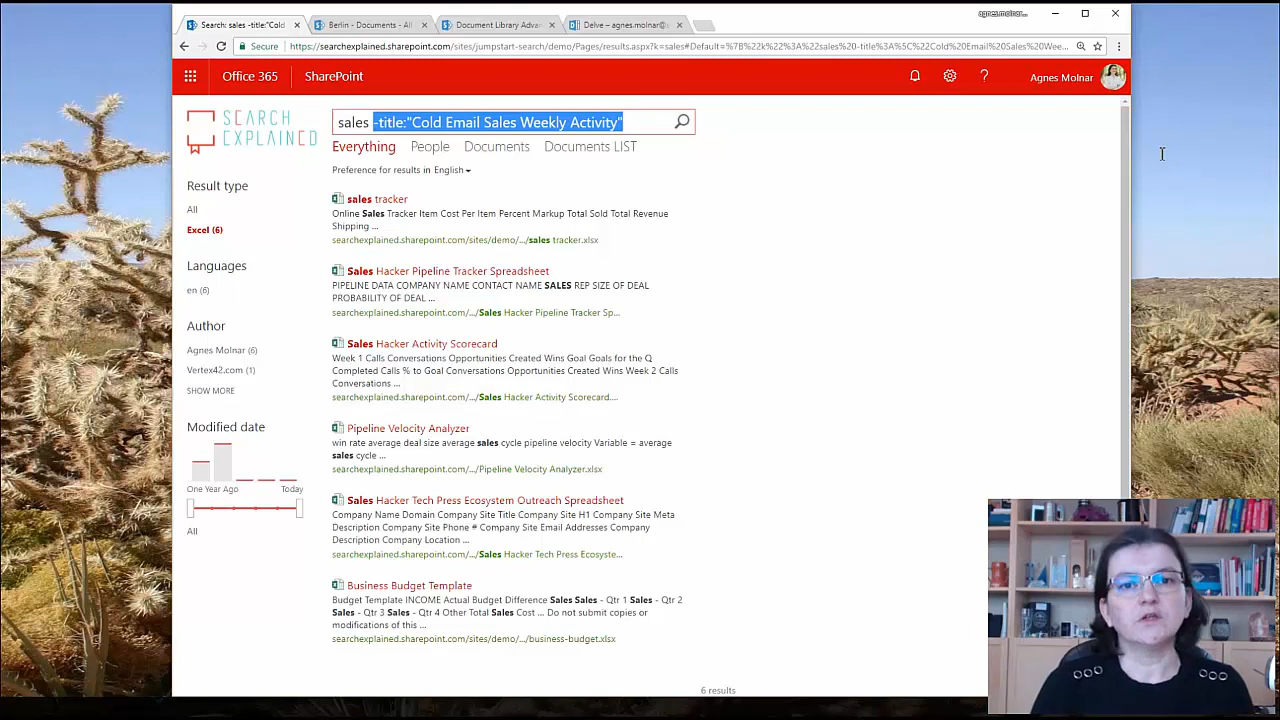 Search: sales -title:"Cold
Berlin - Documents - All
Document Library Advan
Delve – agnes.molnar@s
agnes.molnar...
Secure
https://searchexplained.sharepoint.com/sites/jumpstart-search/demo/Pages/results.aspx?k=sales#Default=%7B%22k%22%3A%22sales%20-title%3A%5C%22Cold%20Email%20Sales%20Wee...
Office 365
SharePoint
?
Agnes Molnar
SEARCH
EXPLAINED
sales -title:"Cold Email Sales Weekly Activity"
Everything People Documents Documents LIST
Preference for results in English
Result type
All
Excel (6)
Languages
en (6)
Author
Agnes Molnar (6)
Vertex42.com (1)
SHOW MORE
Modified date
One Year Ago Today
All
sales tracker
Online Sales Tracker Item Cost Per Item Percent Markup Total Sold Total Revenue
Shipping ...
searchexplained.sharepoint.com/sites/demo/.../sales tracker.xlsx
Sales Hacker Pipeline Tracker Spreadsheet
PIPELINE DATA COMPANY NAME CONTACT NAME SALES REP SIZE OF DEAL
PROBABILITY OF DEAL ...
searchexplained.sharepoint.com/.../Sales Hacker Pipeline Tracker Sp...
Sales Hacker Activity Scorecard
Week 1 Calls Conversations Opportunities Created Wins Goal Goals for the Q
Completed Calls % to Goal Conversations Opportunities Created Wins Week 2 Calls
Conversations ...
searchexplained.sharepoint.com/.../Sales Hacker Activity Scorecard....
Pipeline Velocity Analyzer
win rate average deal size average sales cycle pipeline velocity Variable = average
sales cycle ...
searchexplained.sharepoint.com/.../Pipeline Velocity Analyzer.xlsx
Sales Hacker Tech Press Ecosystem Outreach Spreadsheet
Company Name Domain Company Site Title Company Site H1 Company Site Meta
Description Company Site Phone # Company Site Email Addresses Company
Description Company Location ...
searchexplained.sharepoint.com/.../Sales Hacker Tech Press Ecosyste...
Business Budget Template
Budget Template INCOME Actual Budget Difference Sales Sales - Qtr 1 Sales - Qtr 2
Sales - Qtr 3 Sales - Qtr 4 Other Total Sales Cost ... Do not submit copies or
modifications of this ...
searchexplained.sharepoint.com/sites/demo/.../business-budget.xlsx
6 results